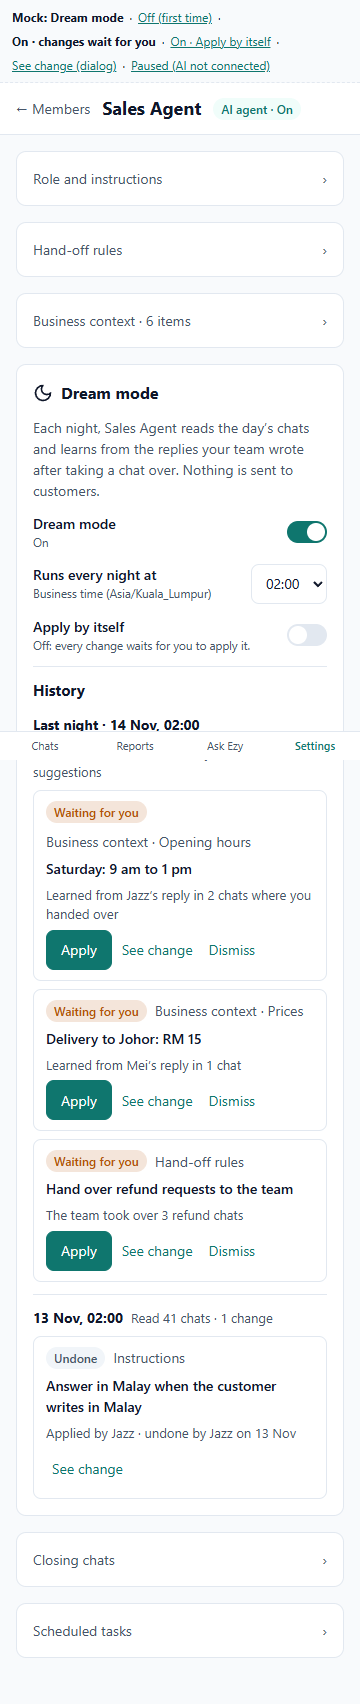 Mock: Dream mode · Off (first time) ·
On · changes wait for you · On · Apply by itself ·
See change (dialog) · Paused (AI not connected)
← Members Sales Agent AI agent · On
Role and instructions ›
Hand-off rules ›
Business context · 6 items ›
Dream mode
Each night, Sales Agent reads the day's chats
and learns from the replies your team wrote
after taking a chat over. Nothing is sent to
customers.
Dream mode
On
Runs every night at
Business time (Asia/Kuala_Lumpur)
02:00
Apply by itself
Off: every change waits for you to apply it.
History
Last night · 14 Nov, 02:00
Chats Reports Ask Ezy Settings
suggestions
Waiting for you
Business context · Opening hours
Saturday: 9 am to 1 pm
Learned from Jazz's reply in 2 chats where you
handed over
Apply See change Dismiss
Waiting for you Business context · Prices
Delivery to Johor: RM 15
Learned from Mei's reply in 1 chat
Apply See change Dismiss
Waiting for you Hand-off rules
Hand over refund requests to the team
The team took over 3 refund chats
Apply See change Dismiss
13 Nov, 02:00 Read 41 chats · 1 change
Undone Instructions
Answer in Malay when the customer
writes in Malay
Applied by Jazz · undone by Jazz on 13 Nov
See change
Closing chats ›
Scheduled tasks ›